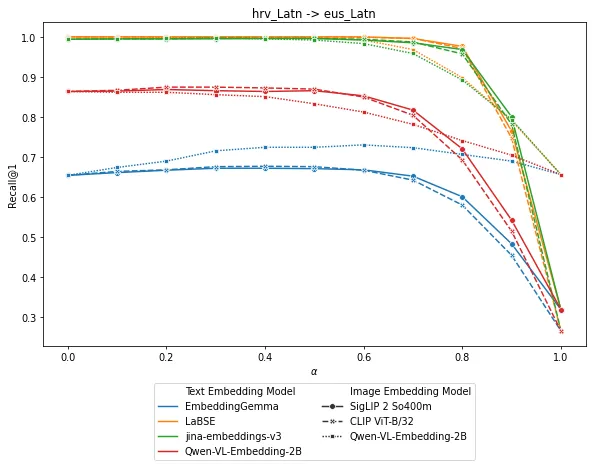 hrv_Latn -> eus_Latn
Recall@1
1.0
0.9
0.8
0.7
0.6
0.5
0.4
0.3
0.0 0.2 0.4 0.6 0.8 1.0
α
Text Embedding Model
EmbeddingGemma
LaBSE
jina-embeddings-v3
Qwen-VL-Embedding-2B
Image Embedding Model
SigLIP 2 So400m
CLIP ViT-B/32
Qwen-VL-Embedding-2B